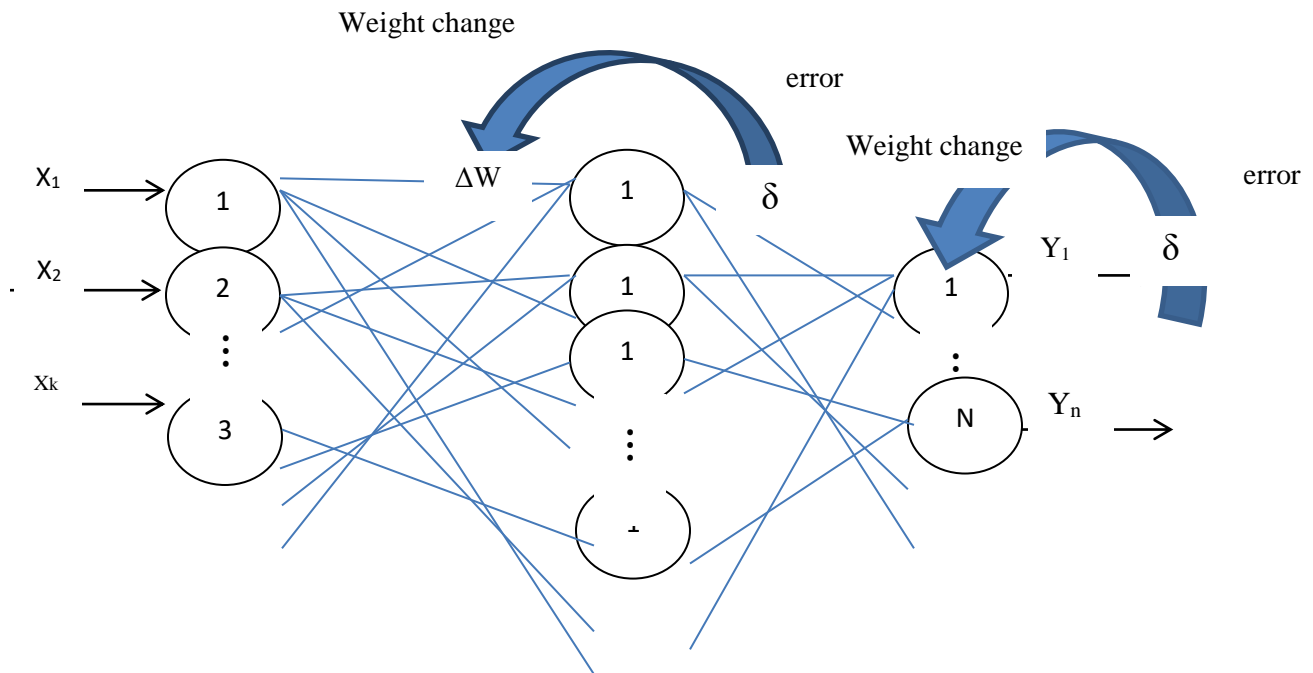 Weight change
error
Weight change
error
X₁
1
ΔW
1
δ
X₂
2
1
1
Y₁
δ
⋮
1
⋮
Xk
3
⋮
N
Yₙ